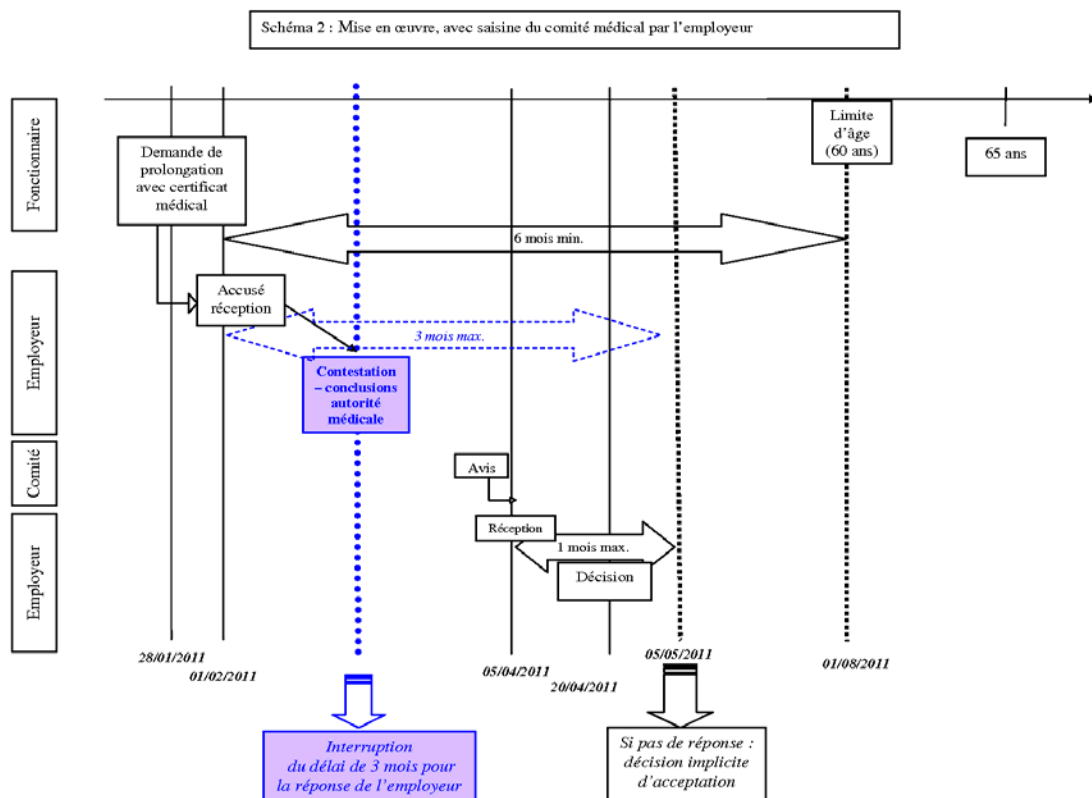 Schéma 2 : Mise en œuvre, avec saisine du comité médical par l'employeur
Fonctionnaire
Demande de
prolongation
avec certificat
médical
Limite
d'âge
(60 ans)
65 ans
6 mois min.
Employeur
Accusé
réception
3 mois max.
Contestation
– conclusions
autorité
médicale
Comité
Avis
Employeur
Réception
1 mois max.
Décision
28/01/2011
01/02/2011
05/04/2011
20/04/2011
05/05/2011
01/08/2011
Interruption
du délai de 3 mois pour
la réponse de l'employeur
Si pas de réponse :
décision implicite
d'acceptation